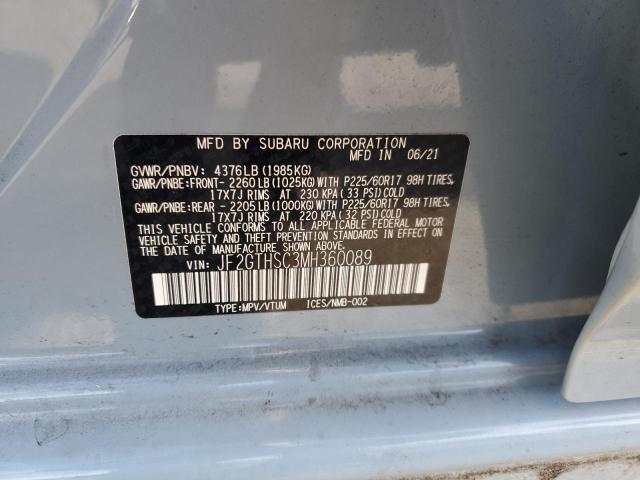 MFD BY SUBARU CORPORATION
MFD IN 06/21
GVWR/PNBV: 4376LB (1985KG)
GAWR/PNBE:FRONT- 2260LB (1025KG) WITH P225/60R17 98H TIRES,
17X7J RIMS AT 230 KPA (33 PSI) COLD
GAWR/PNBE:REAR - 2205LB (1000KG) WITH P225/60R17 98H TIRES,
17X7J RIMS AT 220 KPA (32 PSI) COLD
THIS VEHICLE CONFORMS TO ALL APPLICABLE FEDERAL MOTOR
VEHICLE SAFETY AND BUMPER STANDARDS IN EFFECT ON THE
DATE OF MANUFACTURE SHOWN ABOVE.
VIN: JF2GTHSC3MH360089
TYPE:MPV/VTUM ICES/NMB-002